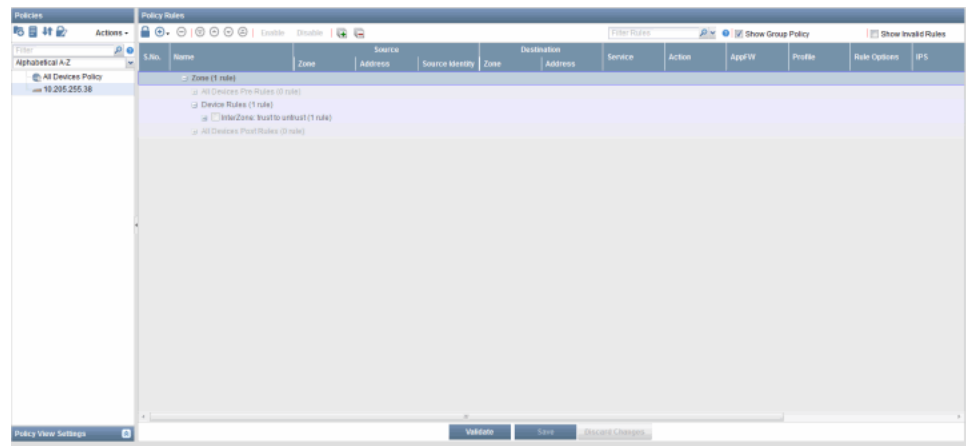 Policies
Policy Rules
Actions
Enable Disable
Filter Rules
Show Group Policy
Show Invalid Rules
Filter
Alphabetical A-Z
S.No. Name Source Destination Service Action AppFW Profile Rule Options IPS
Zone Address Source Identity Zone Address
All Devices Policy
10.205.255.38
Zone (1 rule)
All Devices Pre Rules (0 rule)
Device Rules (1 rule)
InterZone: trust to untrust (1 rule)
All Devices Post Rules (0 rule)
Policy View Settings
Validate Save Discard Changes